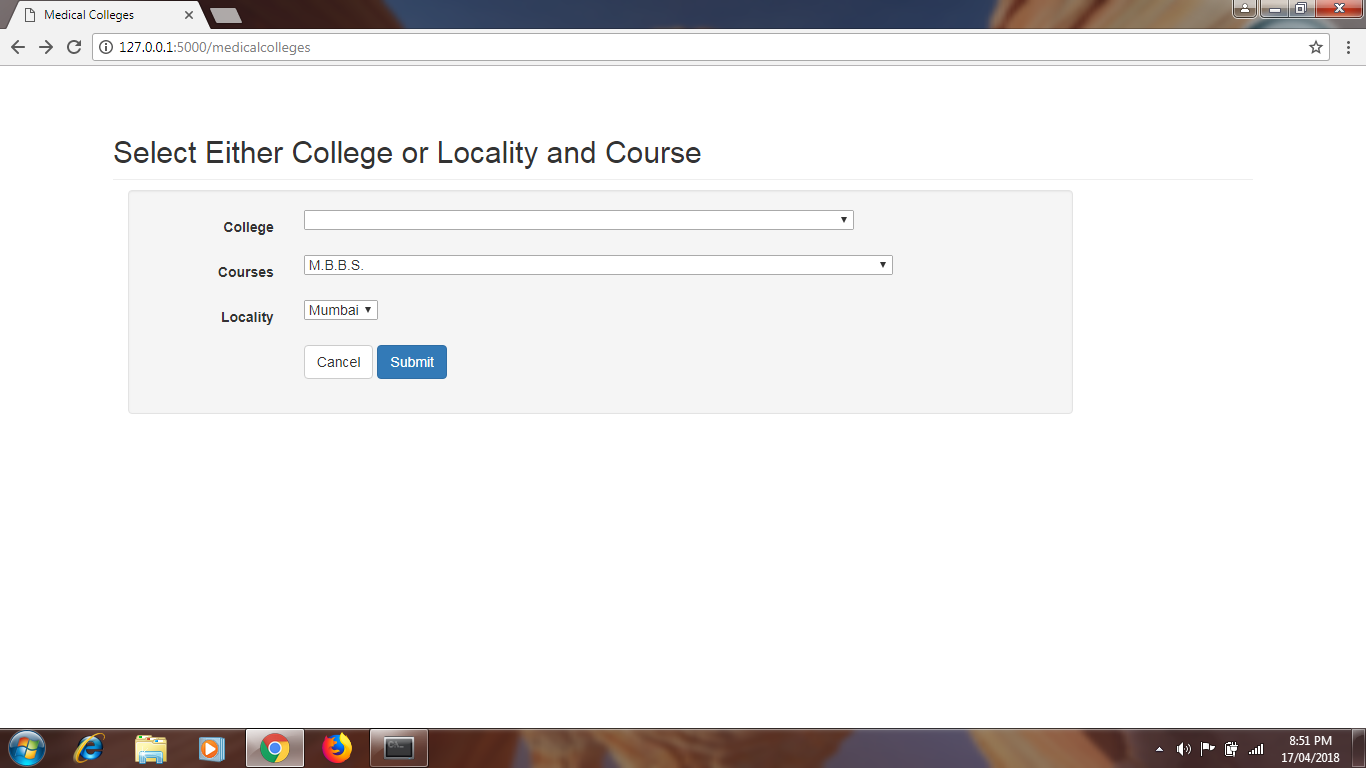 Medical Colleges
127.0.0.1:5000/medicalcolleges
Select Either College or Locality and Course
College
Courses M.B.B.S.
Locality Mumbai
Cancel Submit
8:51 PM
17/04/2018